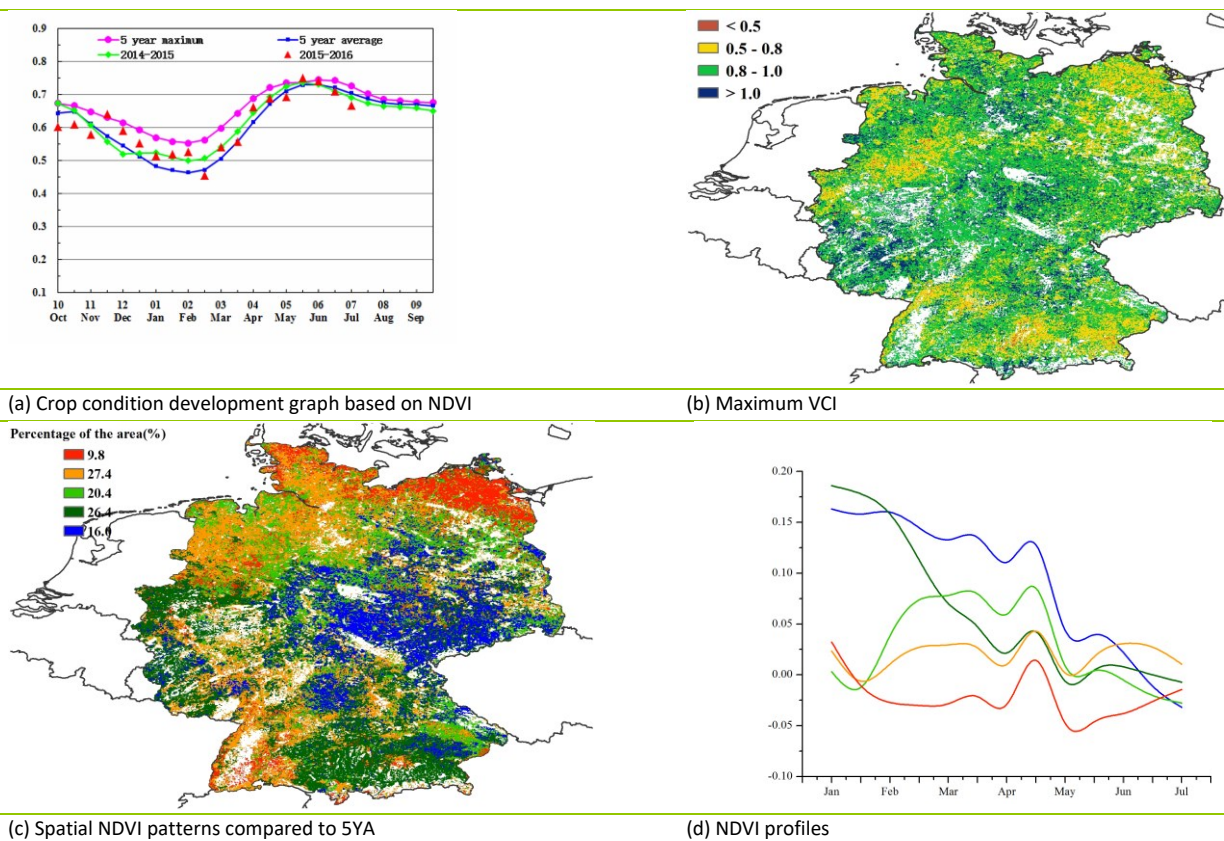 0.9
0.8
0.7
0.6
0.5
0.4
0.3
0.2
0.1
5 year maximum
5 year average
2014-2015
2015-2016
10 11 12 01 02 03 04 05 06 07 08 09
Oct Nov Dec Jan Feb Mar Apr May Jun Jul Aug Sep
< 0.5
0.5 - 0.8
0.8 - 1.0
> 1.0
(a) Crop condition development graph based on NDVI
(b) Maximum VCI
Percentage of the area(%)
9.8
27.4
20.4
26.4
16.0
0.20
0.15
0.10
0.05
0.00
-0.05
-0.10
Jan Feb Mar Apr May Jun Jul
(c) Spatial NDVI patterns compared to 5YA
(d) NDVI profiles